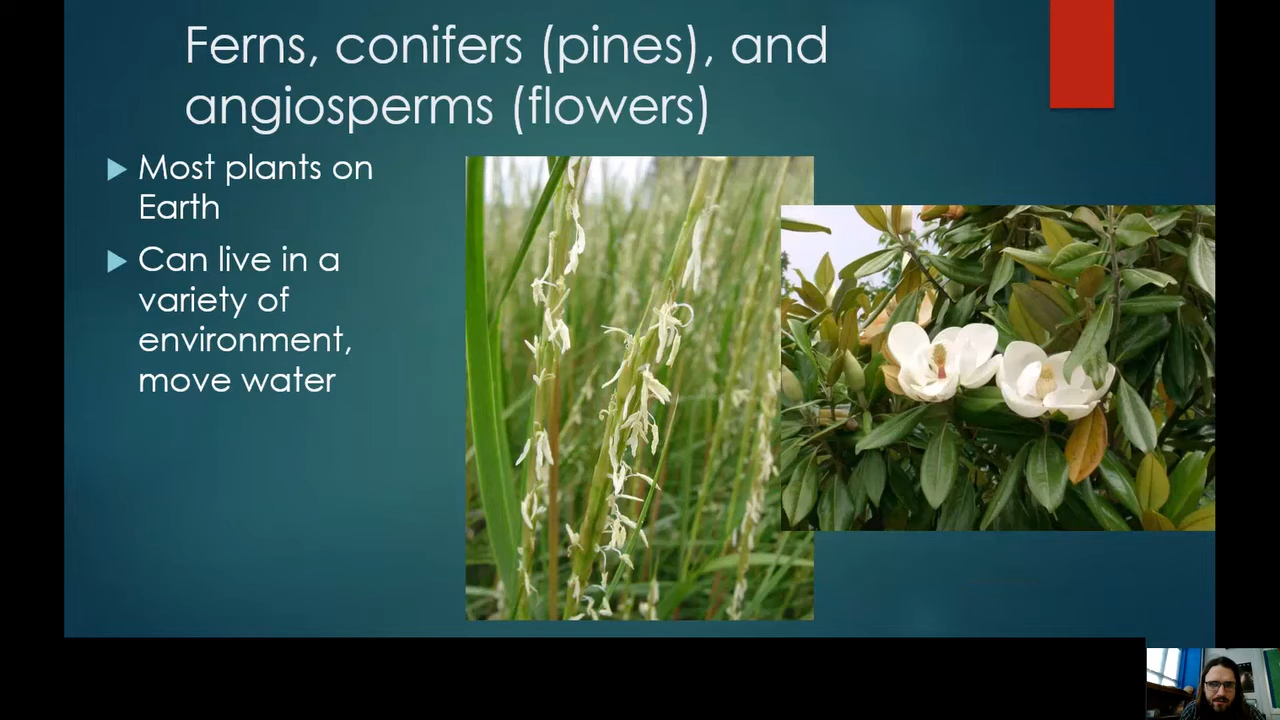 Ferns, conifers (pines), and
angiosperms (flowers)
Most plants on
Earth
Can live in a
variety of
environment,
move water